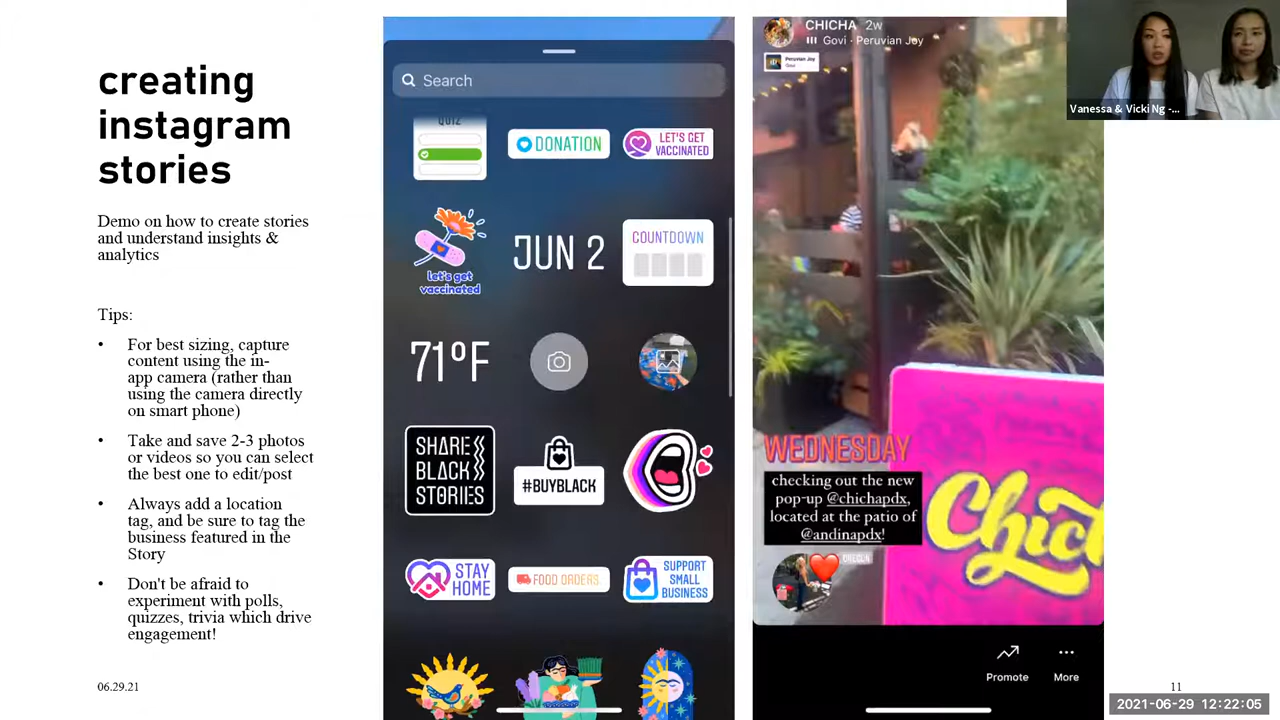 creating
instagram
stories
Demo on how to create stories
and understand insights &
analytics
Tips:
• For best sizing, capture
content using the in-
app camera (rather than
using the camera directly
on smart phone)
• Take and save 2-3 photos
or videos so you can select
the best one to edit/post
• Always add a location
tag, and be sure to tag the
business featured in the
Story
• Don't be afraid to
experiment with polls,
quizzes, trivia which drive
engagement!
06.29.21
Search
QUIZ
DONATION
LET'S GET
VACCINATED
let's get
vaccinated
JUN 2
COUNTDOWN
71°F
SHARE
BLACK
STORIES
#BUYBLACK
STAY
HOME
FOOD ORDERS
SUPPORT
SMALL
BUSINESS
CHICHA 2w
Govi · Peruvian Joy
Peruvian Joy
Govi
WEDNESDAY
checking out the new
pop-up @chichapdx,
located at the patio of
@andinapdx!
Chich
Promote
More
Vanessa & Vicki Ng -...
11
2021-06-29 12:22:05